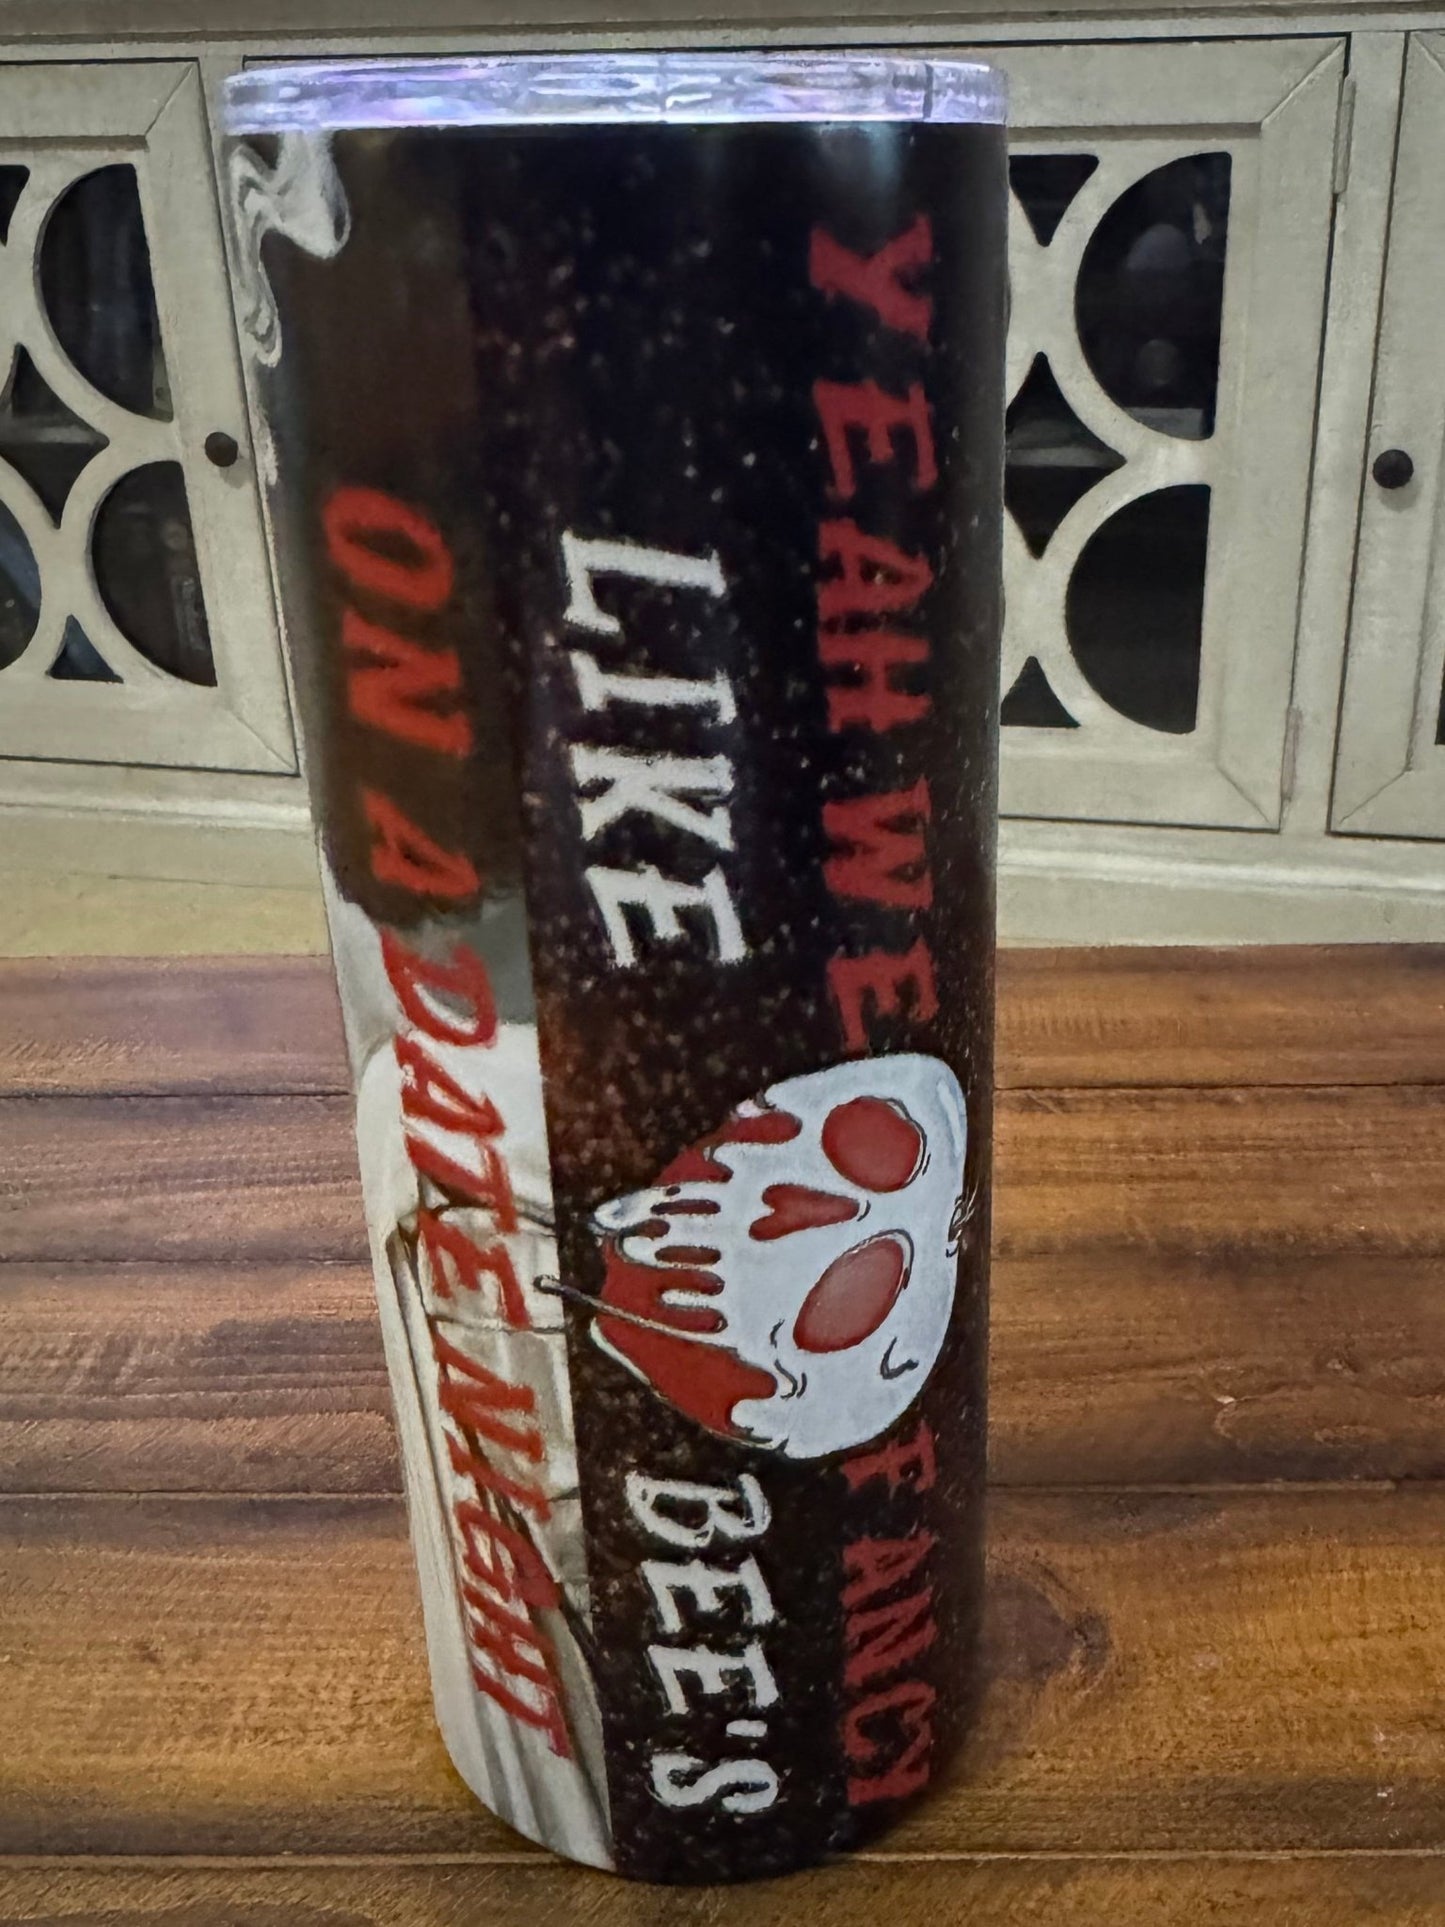 YEAH WE FANCY
LIKE BEE'S
ON A DATE NIGHT